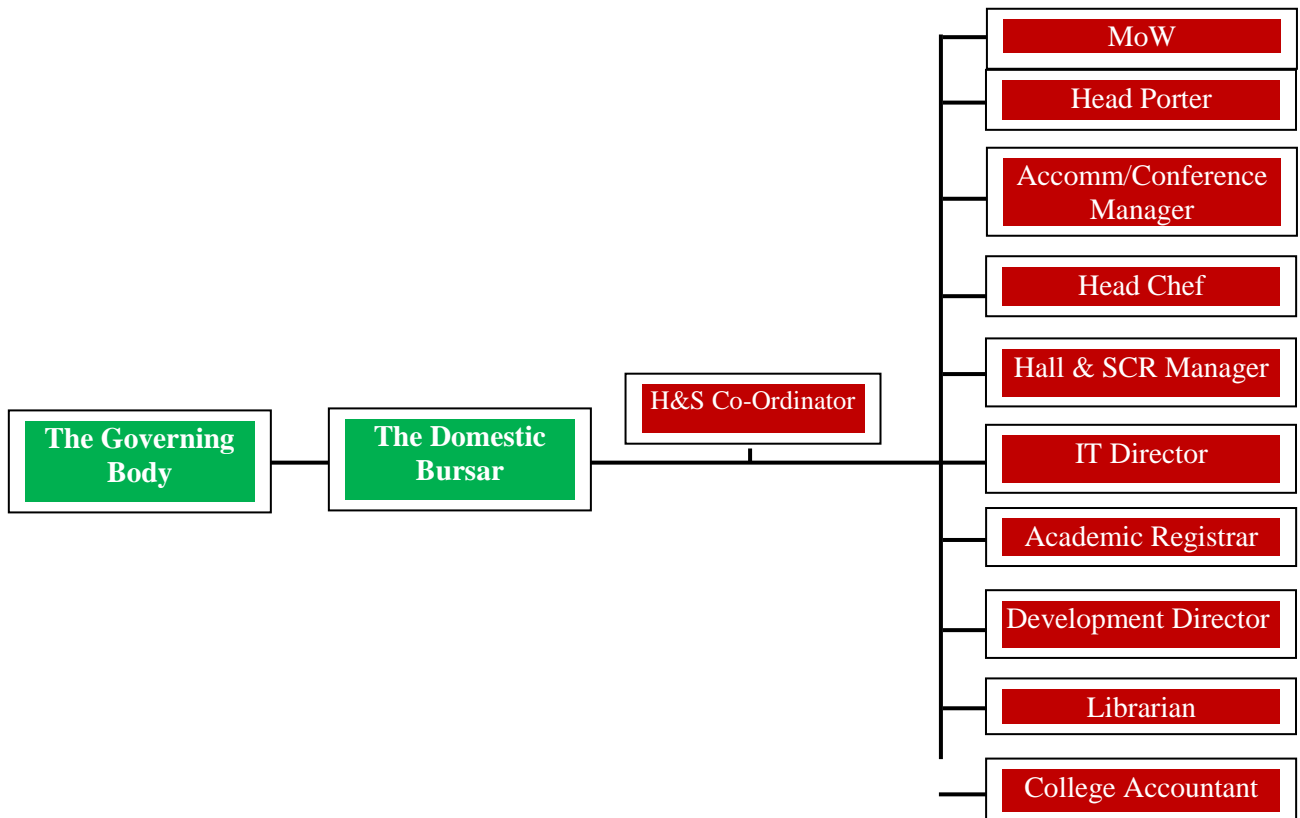 MoW
Head Porter
Accomm/Conference
Manager
Head Chef
Hall & SCR Manager
H&S Co-Ordinator
The Governing
Body
The Domestic
Bursar
IT Director
Academic Registrar
Development Director
Librarian
College Accountant